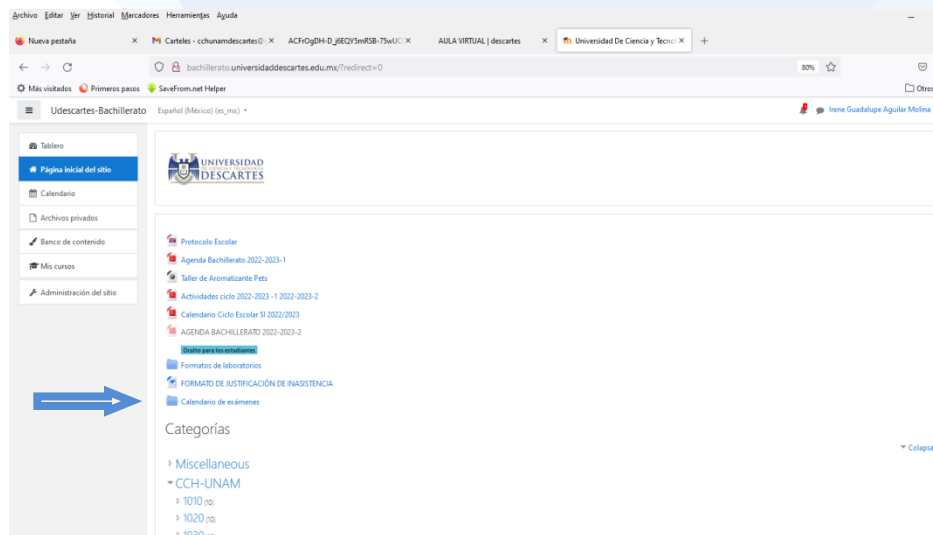 Archivo Editar Ver Historial Marcadores Herramientas Ayuda
Nueva pestaña
Carteles - cchunamdescartes@
ACFrOgDH-D_j6EQY5mRSB-75wUC
AULA VIRTUAL | descartes
Universidad De Ciencia y Tecnol
bachillerato.universidaddescartes.edu.mx/?redirect=0
80%
Más visitados Primeros pasos SaveFrom.net Helper
Otros
Udescartes-Bachillerato Español (México) (es_mx)
Irene Guadalupe Aguilar Molina
Tablero
Página inicial del sitio
Calendario
Archivos privados
Banco de contenido
Mis cursos
Administración del sitio
UNIVERSIDAD
DE CIENCIA Y TECNOLOGÍA
DESCARTES
Protocolo Escolar
Agenda Bachillerato 2022-2023-1
Taller de Aromatizante Pets
Actividades ciclo 2022-2023 -1 2022-2023-2
Calendario Ciclo Escolar SI 2022/2023
AGENDA BACHILLERATO 2022-2023-2
Oculto para los estudiantes
Formatos de laboratorios
FORMATO DE JUSTIFICACIÓN DE INASISTENCIA
Calendario de exámenes
Categorías
Colapsa
Miscellaneous
CCH-UNAM
1010 (10)
1020 (10)
1030